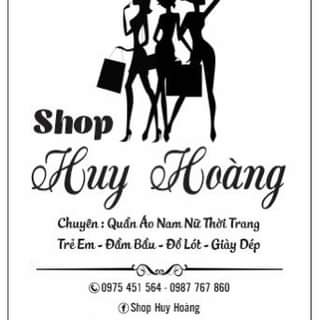 Shop
Huy Hoàng
Chuyên : Quần Áo Nam Nữ Thời Trang
Trẻ Em - Đầm Bầu - Đồ Lót - Giày Dép
0975 451 564 - 0987 767 860
Shop Huy Hoàng